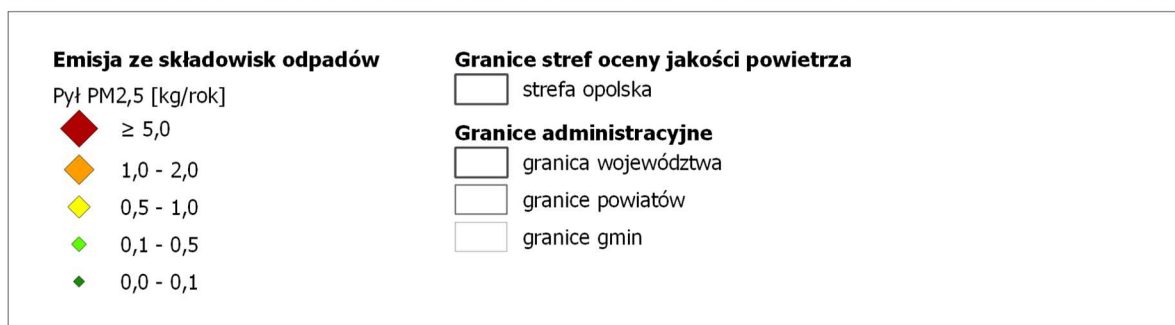 Emisja ze składowisk odpadów
Pył PM2,5 [kg/rok]
≥ 5,0
1,0 - 2,0
0,5 - 1,0
0,1 - 0,5
0,0 - 0,1
Granice stref oceny jakości powietrza
strefa opolska
Granice administracyjne
granica województwa
granice powiatów
granice gmin